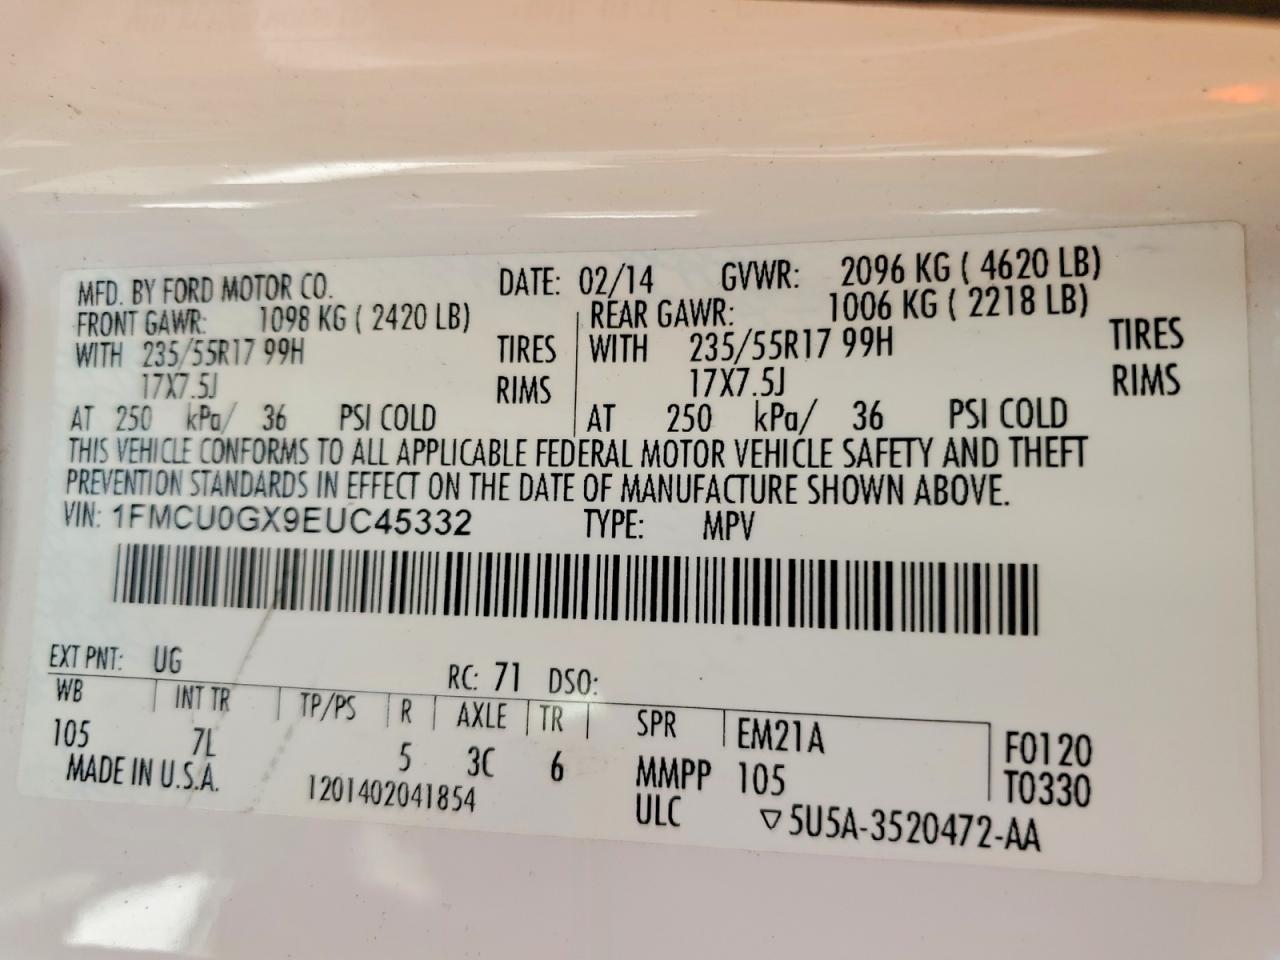 MFD. BY FORD MOTOR CO. DATE: 02/14 GVWR: 2096 KG ( 4620 LB)
FRONT GAWR: 1098 KG ( 2420 LB) REAR GAWR: 1006 KG ( 2218 LB)
WITH 235/55R17 99H TIRES WITH 235/55R17 99H TIRES
17X7.5J RIMS 17X7.5J RIMS
AT 250 kPa/ 36 PSI COLD AT 250 kPa/ 36 PSI COLD
THIS VEHICLE CONFORMS TO ALL APPLICABLE FEDERAL MOTOR VEHICLE SAFETY AND THEFT
PREVENTION STANDARDS IN EFFECT ON THE DATE OF MANUFACTURE SHOWN ABOVE.
VIN: 1FMCU0GX9EUC45332 TYPE: MPV
EXT PNT: UG RC: 71 DSO:
WB INT TR TP/PS R AXLE TR SPR EM21A F0120
105 7L 5 3C 6 MMPP 105 T0330
MADE IN U.S.A. 1201402041854 ULC ▽5U5A-3520472-AA